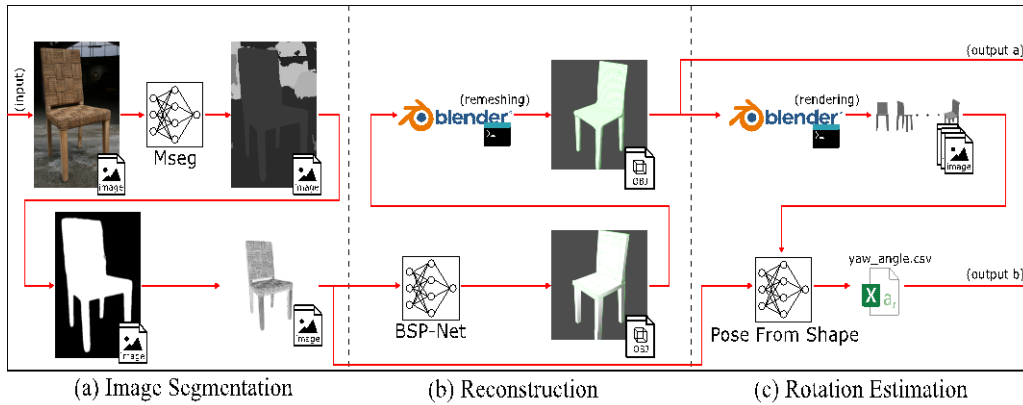 (input)
image
Mseg
image
image
image
(a) Image Segmentation
blender
(remeshing)
OBJ
BSP-Net
OBJ
(b) Reconstruction
(output a)
blender
(rendering)
image
Pose From Shape
yaw_angle.csv
X a,
(output b)
(c) Rotation Estimation